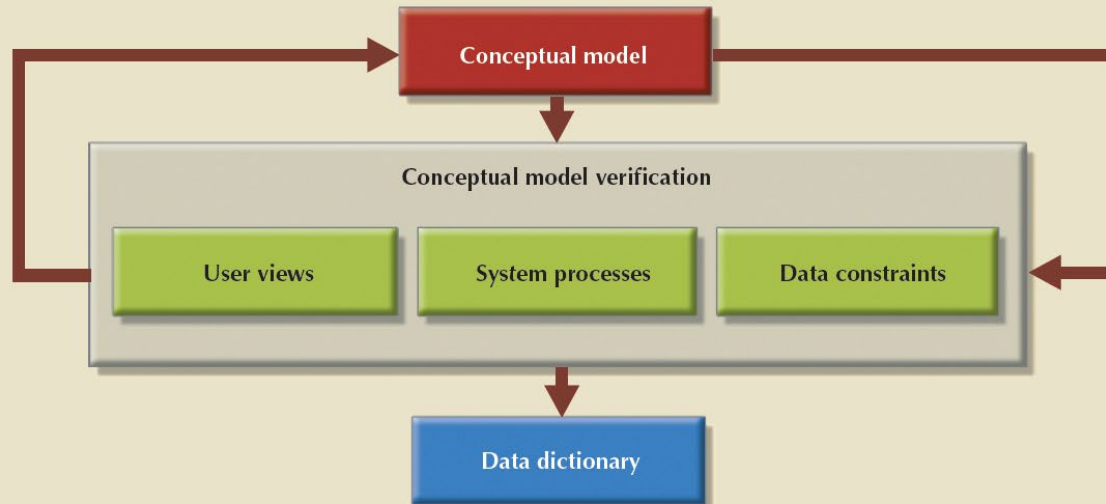 Conceptual model
Conceptual model verification
User views
System processes
Data constraints
Data dictionary